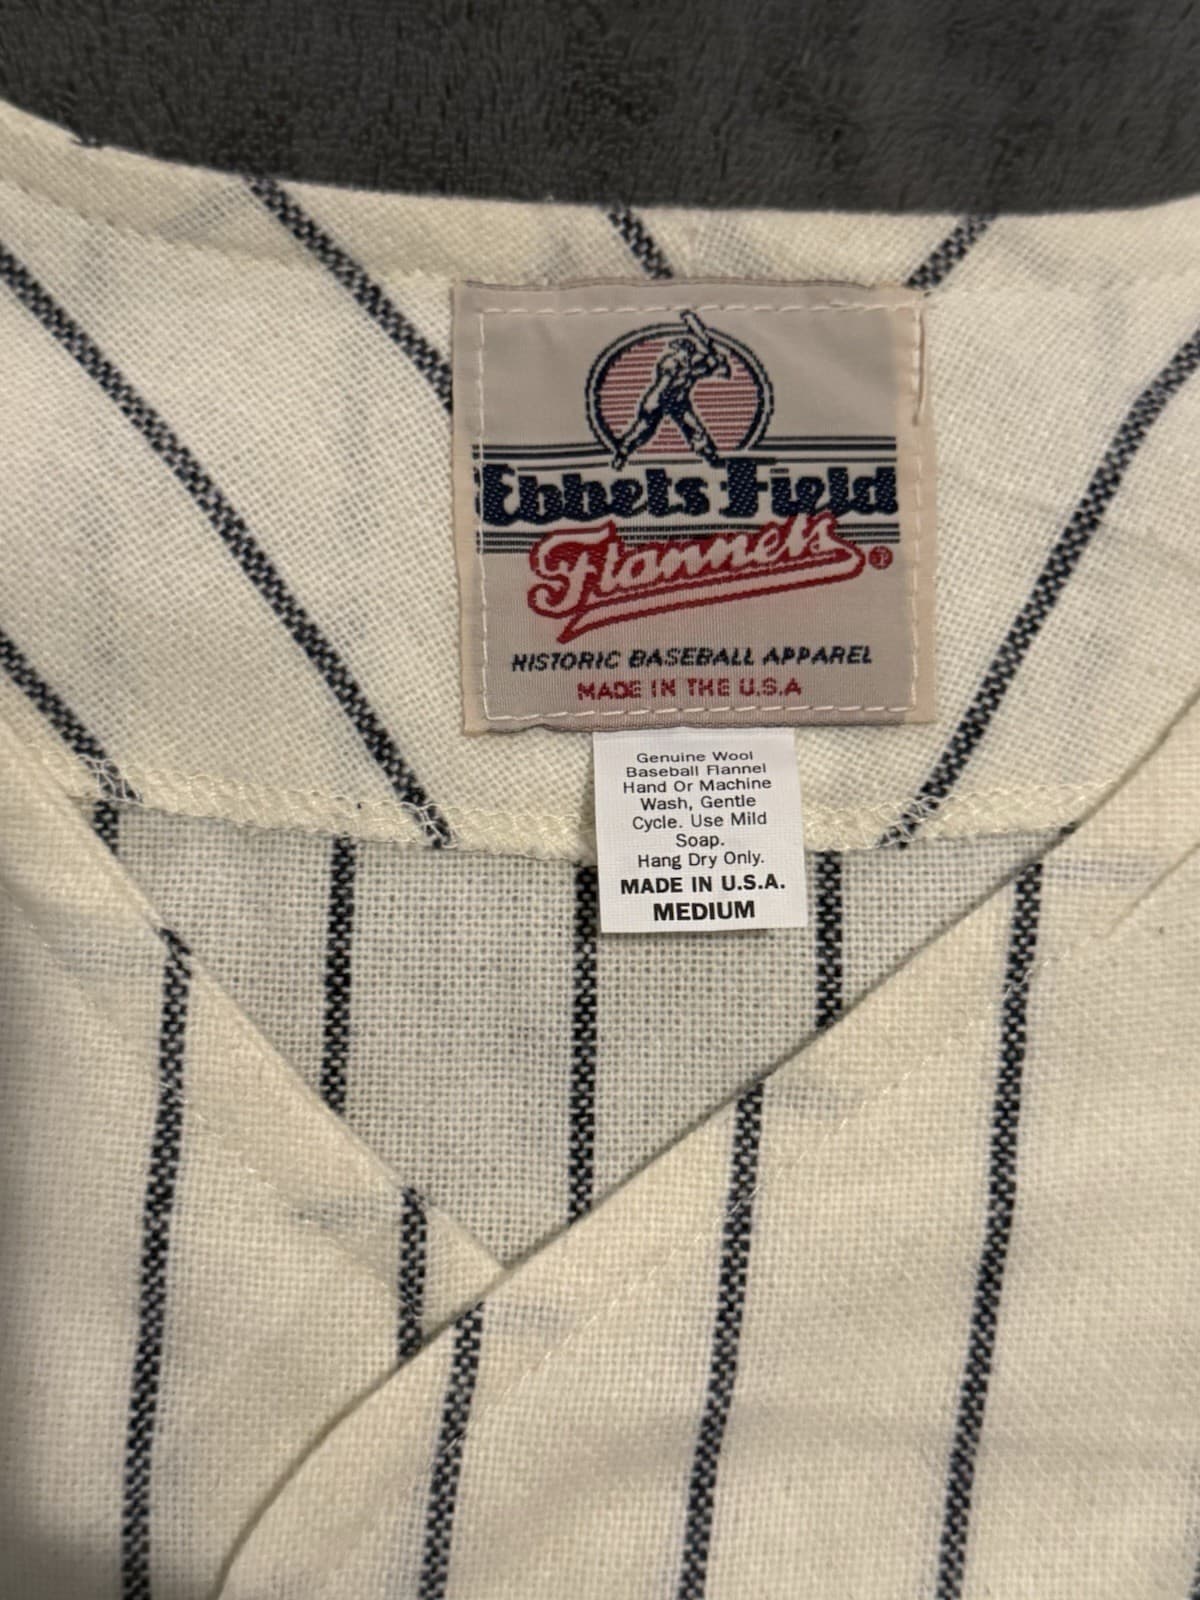 Ebbets Field
Flannels®
HISTORIC BASEBALL APPAREL
MADE IN THE U.S.A
Genuine Wool
Baseball Flannel
Hand Or Machine
Wash, Gentle
Cycle. Use Mild
Soap.
Hang Dry Only.
MADE IN U.S.A.
MEDIUM